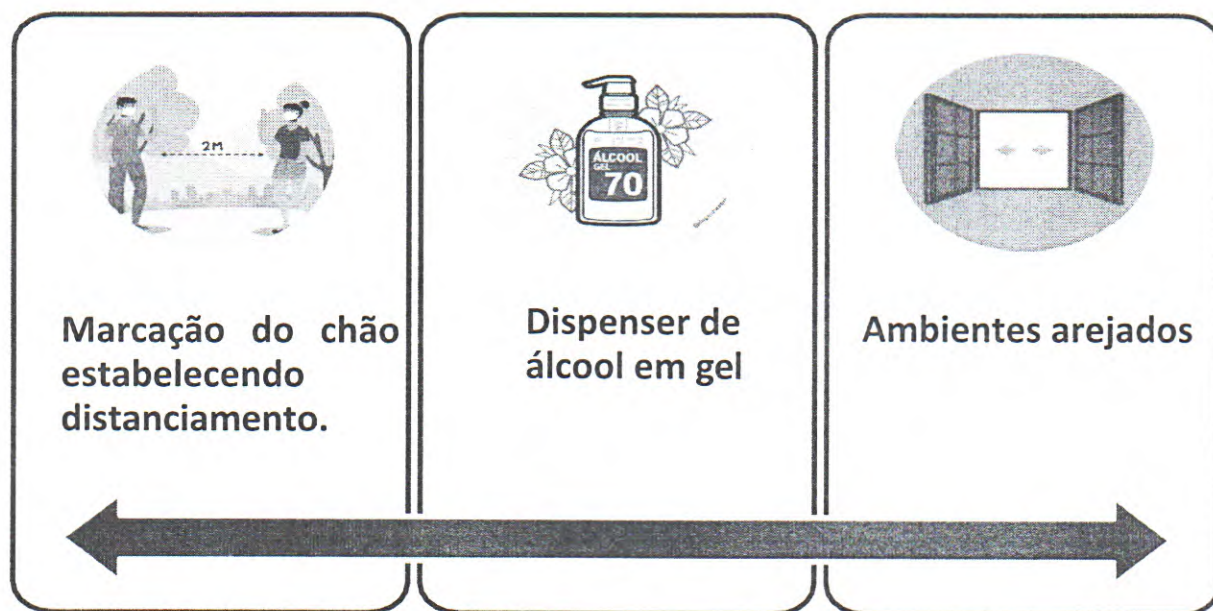 2M
Marcação do chão
estabelecendo
distanciamento.
ÁLCOOL
GEL
70
Dispenser de
álcool em gel
Ambientes arejados